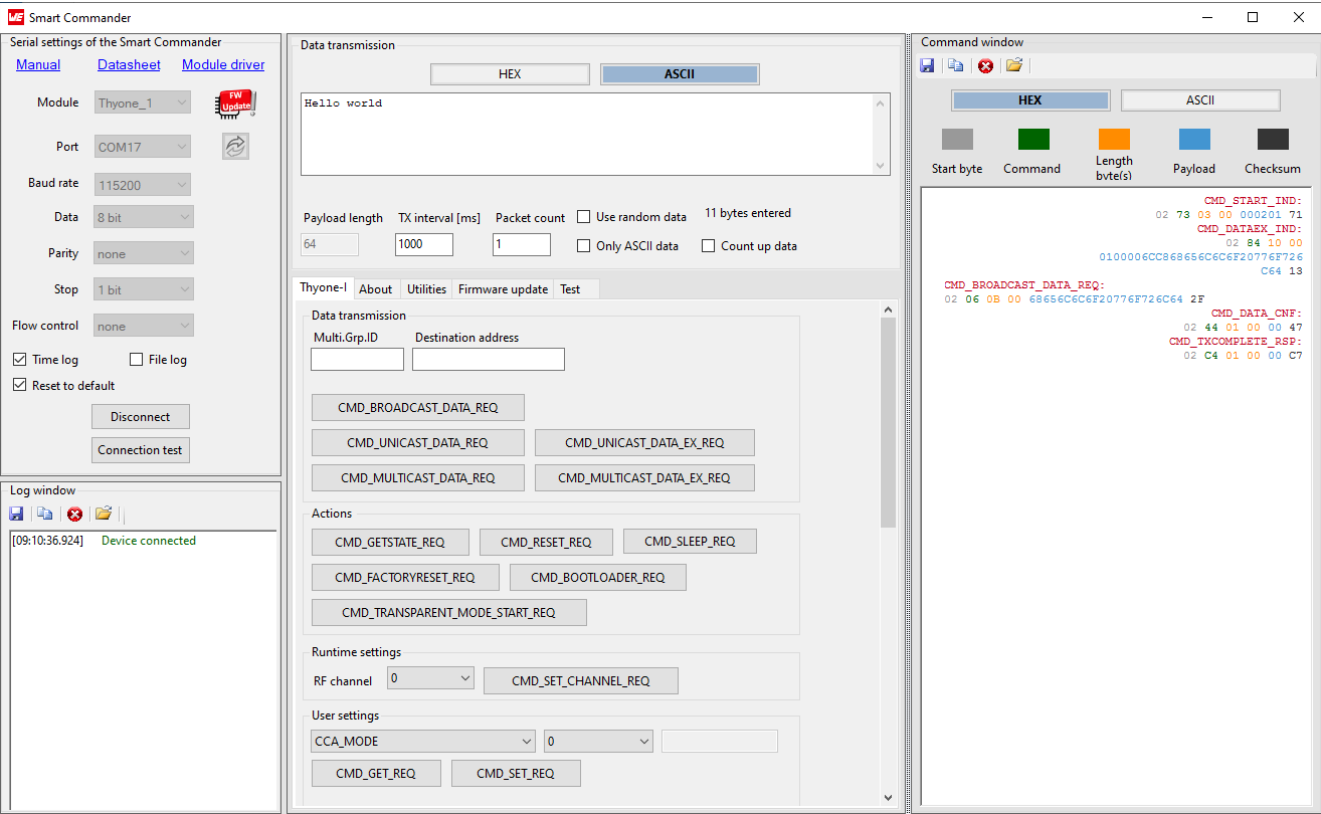 WE Smart Commander
Serial settings of the Smart Commander
Manual Datasheet Module driver
Module Thyone_1 FW Update
Port COM17
Baud rate 115200
Data 8 bit
Parity none
Stop 1 bit
Flow control none
Time log File log
Reset to default
Disconnect
Connection test
Log window
[09:10:36.924] Device connected
Data transmission
HEX ASCII
Hello world
Payload length TX interval [ms] Packet count Use random data 11 bytes entered
64 1000 1 Only ASCII data Count up data
Thyone-I About Utilities Firmware update Test
Data transmission
Multi.Grp.ID Destination address
CMD_BROADCAST_DATA_REQ
CMD_UNICAST_DATA_REQ CMD_UNICAST_DATA_EX_REQ
CMD_MULTICAST_DATA_REQ CMD_MULTICAST_DATA_EX_REQ
Actions
CMD_GETSTATE_REQ CMD_RESET_REQ CMD_SLEEP_REQ
CMD_FACTORYRESET_REQ CMD_BOOTLOADER_REQ
CMD_TRANSPARENT_MODE_START_REQ
Runtime settings
RF channel 0 CMD_SET_CHANNEL_REQ
User settings
CCA_MODE 0
CMD_GET_REQ CMD_SET_REQ
Command window
HEX ASCII
Start byte Command Length byte(s) Payload Checksum
CMD_START_IND:
02 73 03 00 000201 71
CMD_DATAEX_IND:
02 84 10 00
0100006CC868656C6C6F20776F726
C64 13
CMD_BROADCAST_DATA_REQ:
02 06 0B 00 68656C6C6F20776F726C64 2F
CMD_DATA_CNF:
02 44 01 00 00 47
CMD_TXCOMPLETE_RSP:
02 C4 01 00 00 C7